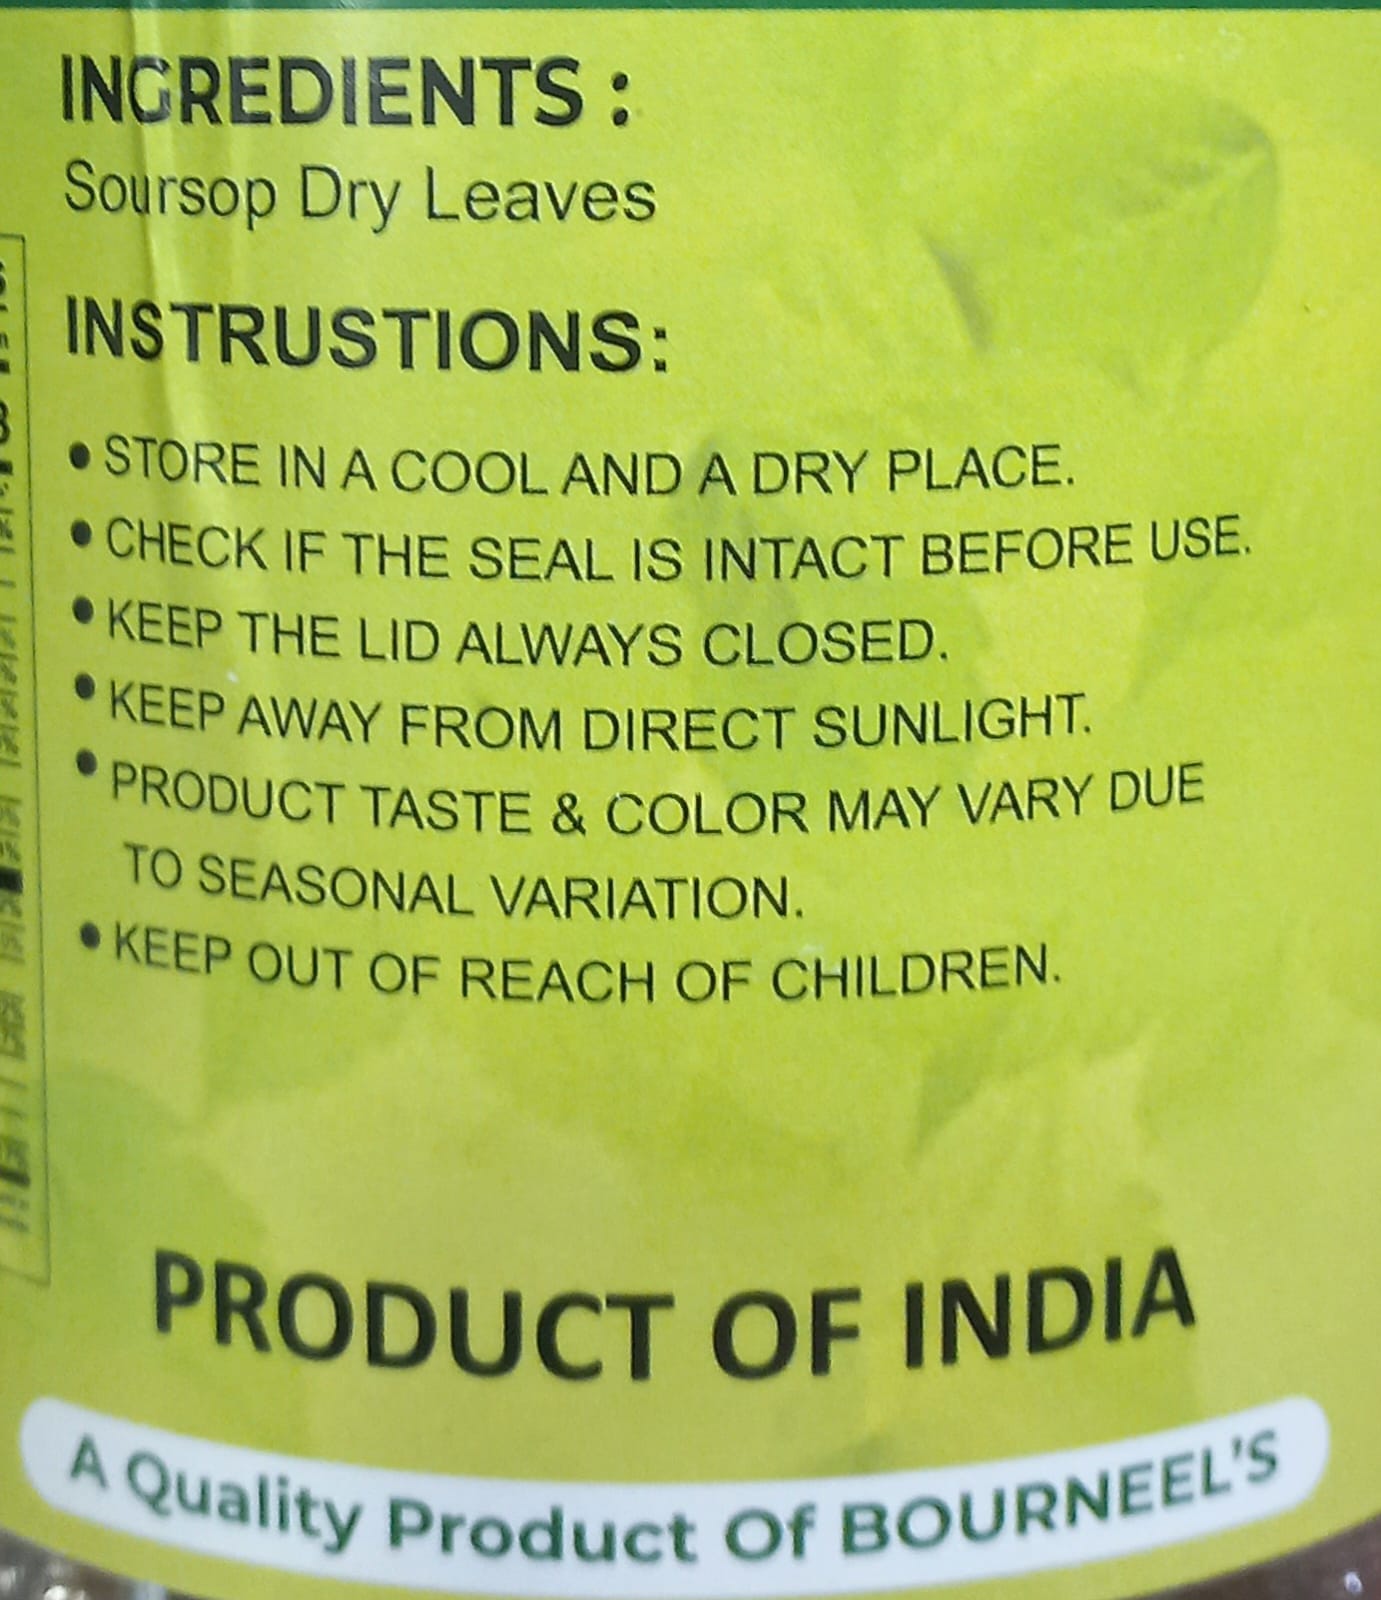 INGREDIENTS :
Soursop Dry Leaves
INSTRUSTIONS:
• STORE IN A COOL AND A DRY PLACE.
• CHECK IF THE SEAL IS INTACT BEFORE USE.
• KEEP THE LID ALWAYS CLOSED.
• KEEP AWAY FROM DIRECT SUNLIGHT.
• PRODUCT TASTE & COLOR MAY VARY DUE
TO SEASONAL VARIATION.
• KEEP OUT OF REACH OF CHILDREN.
PRODUCT OF INDIA
A Quality Product Of BOURNEEL'S